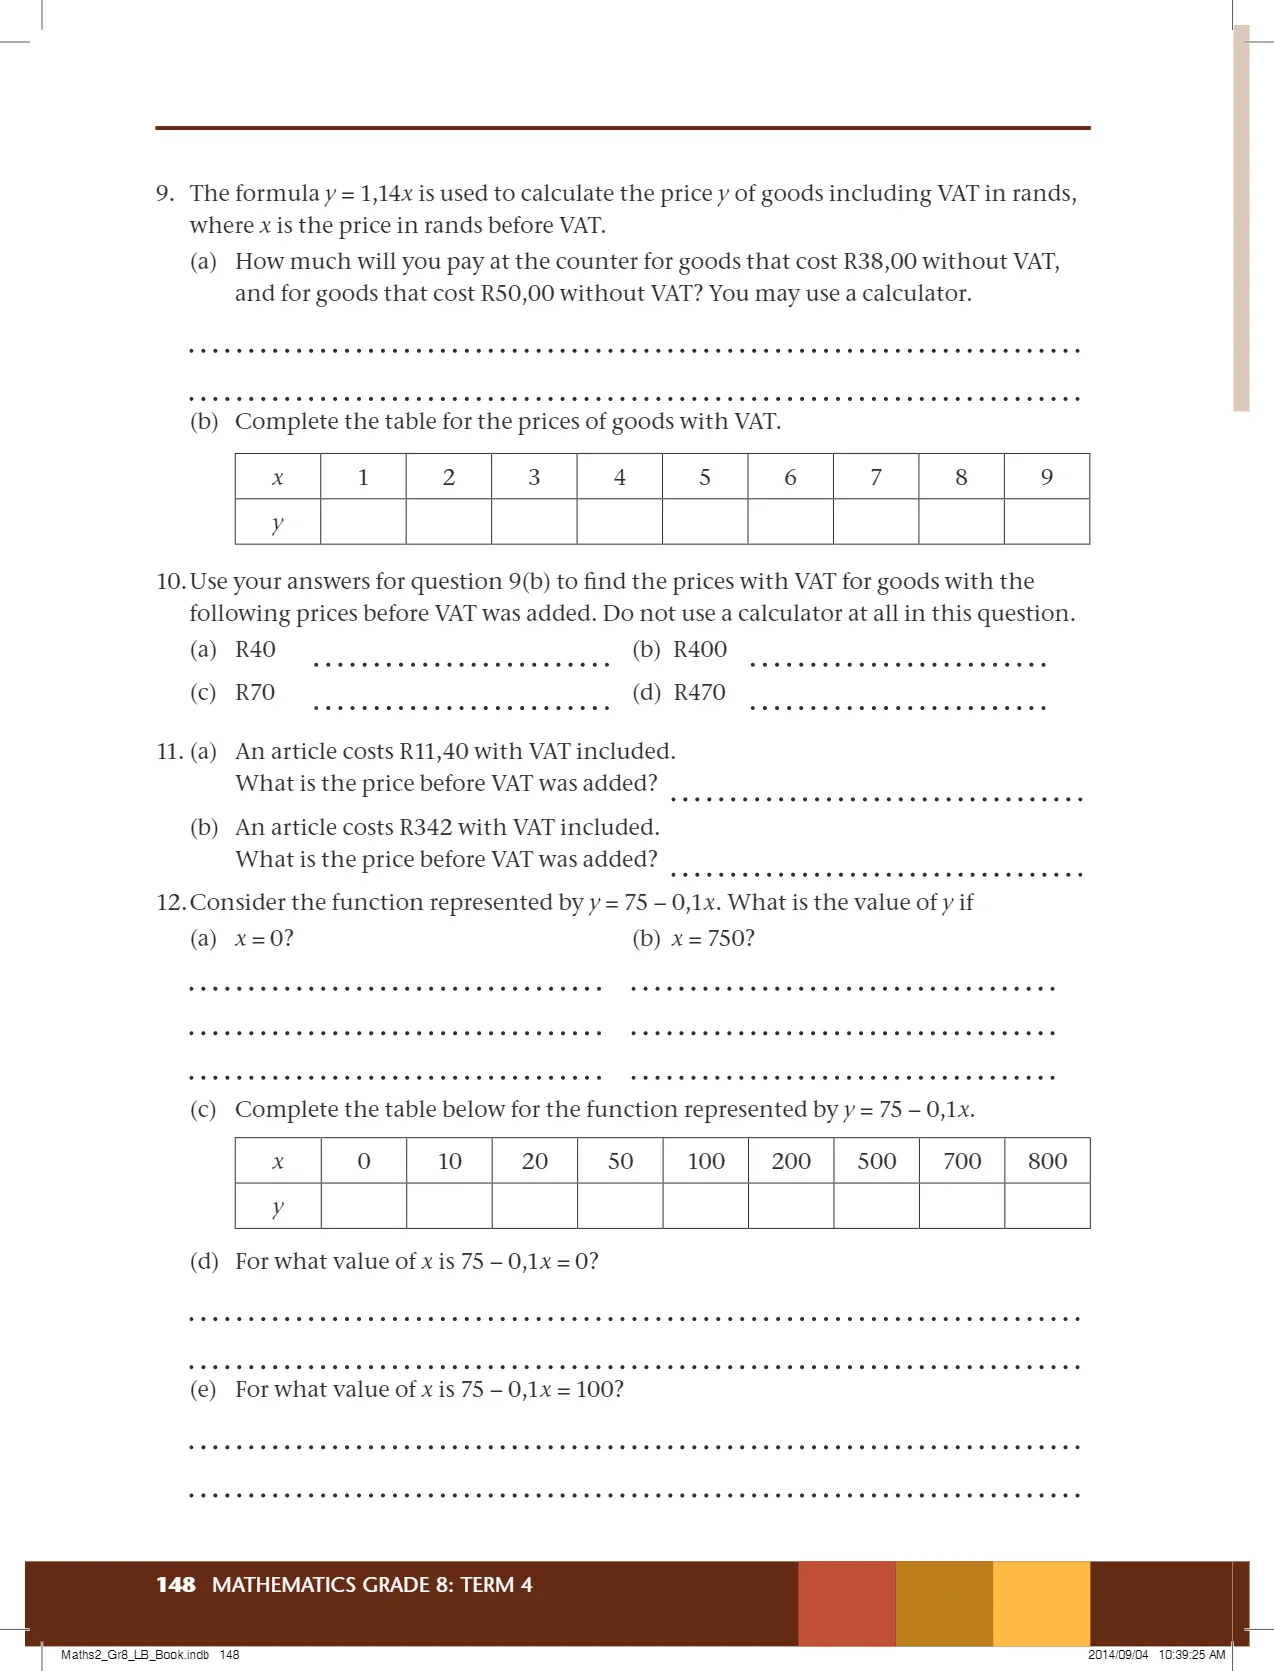 9. The formula y = 1,14x is used to calculate the price y of goods including VAT in rands,
where x is the price in rands before VAT.
(a) How much will you pay at the counter for goods that cost R38,00 without VAT,
and for goods that cost R50,00 without VAT? You may use a calculator.
(b) Complete the table for the prices of goods with VAT.
x 1 2 3 4 5 6 7 8 9
y
10. Use your answers for question 9(b) to find the prices with VAT for goods with the
following prices before VAT was added. Do not use a calculator at all in this question.
(a) R40 (b) R400
(c) R70 (d) R470
11. (a) An article costs R11,40 with VAT included.
What is the price before VAT was added?
(b) An article costs R342 with VAT included.
What is the price before VAT was added?
12. Consider the function represented by y = 75 – 0,1x. What is the value of y if
(a) x = 0? (b) x = 750?
(c) Complete the table below for the function represented by y = 75 – 0,1x.
x 0 10 20 50 100 200 500 700 800
y
(d) For what value of x is 75 – 0,1x = 0?
(e) For what value of x is 75 – 0,1x = 100?
148 MATHEMATICS GRADE 8: TERM 4
Maths2_Gr8_LB_Book.indb 148 2014/09/04 10:39:25 AM